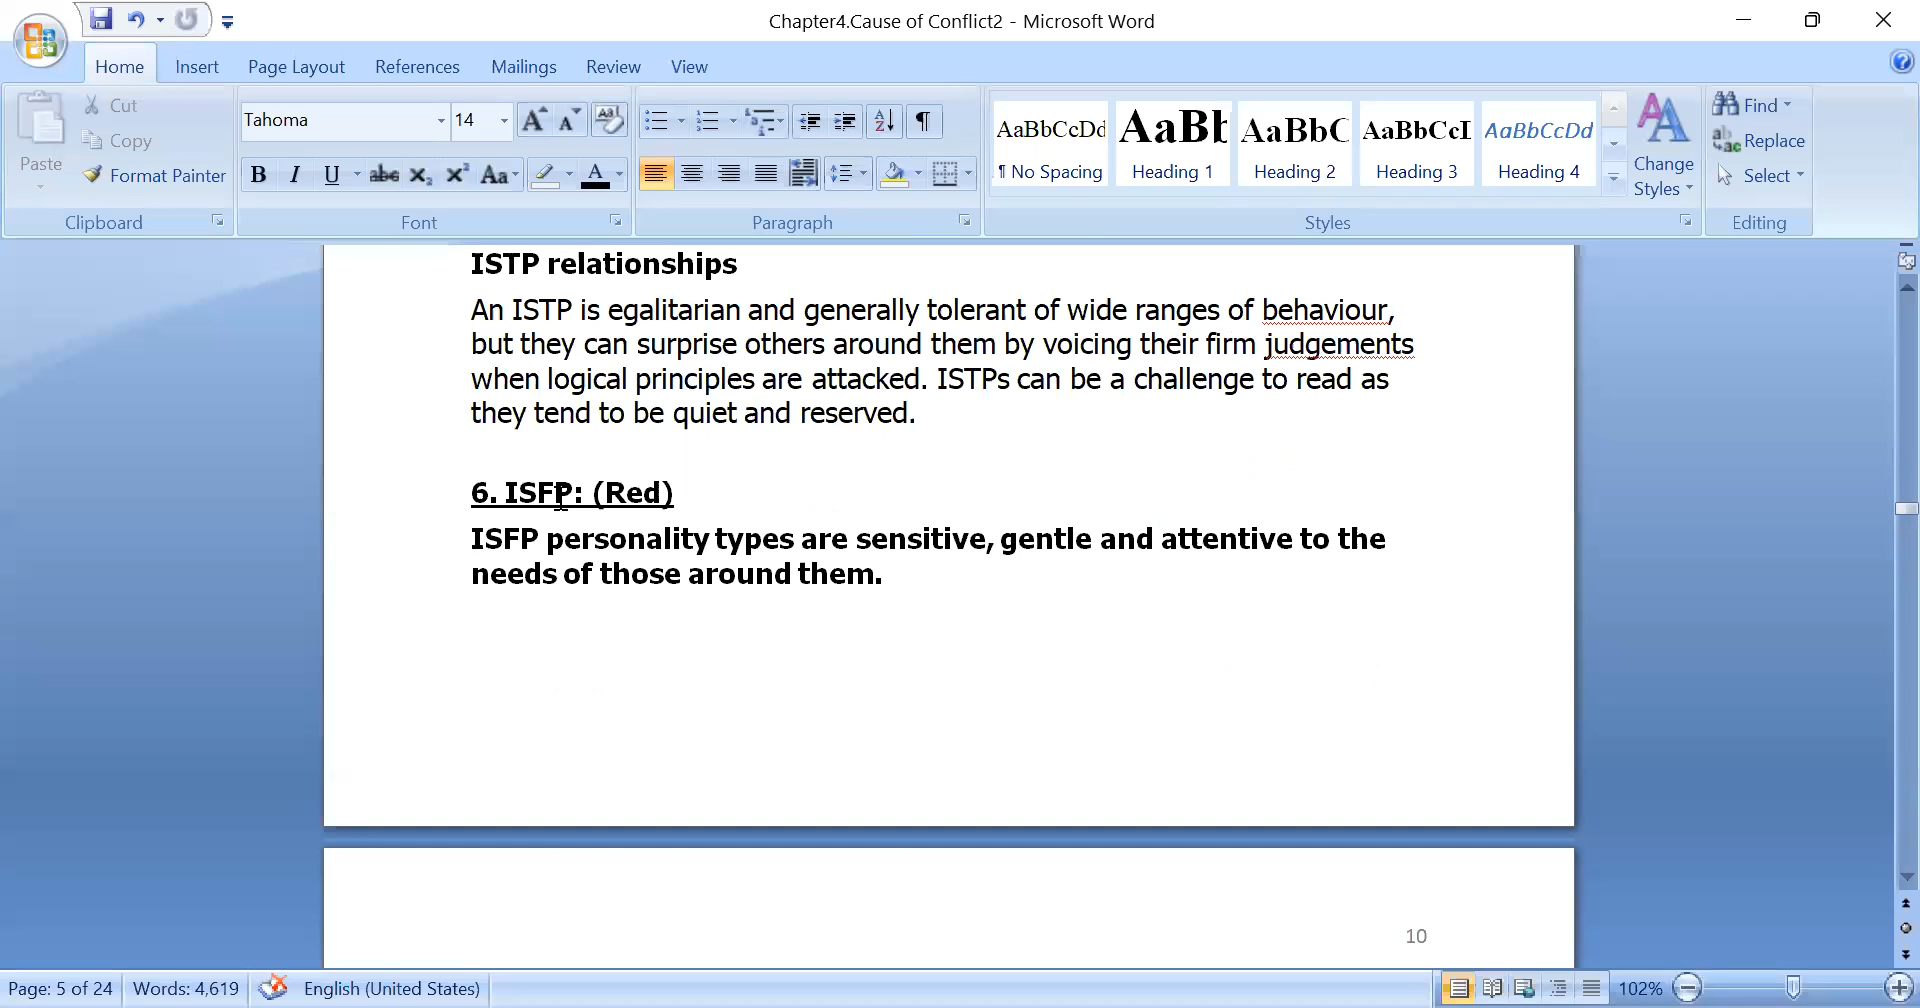 Chapter4.Cause of Conflict2 - Microsoft Word
Home Insert Page Layout References Mailings Review View
Paste
Cut
Copy
Format Painter
Clipboard
Tahoma 14
B I U abc X₂ X² Aa A
Font
Paragraph
AaBbCcDd AaBb AaBbC AaBbCcI AaBbCcDd
¶ No Spacing Heading 1 Heading 2 Heading 3 Heading 4
Styles
Change
Styles
Find
Replace
Select
Editing
ISTP relationships
An ISTP is egalitarian and generally tolerant of wide ranges of behaviour,
but they can surprise others around them by voicing their firm judgements
when logical principles are attacked. ISTPs can be a challenge to read as
they tend to be quiet and reserved.
6. ISFP: (Red)
ISFP personality types are sensitive, gentle and attentive to the
needs of those around them.
10
Page: 5 of 24 Words: 4,619 English (United States) 102%